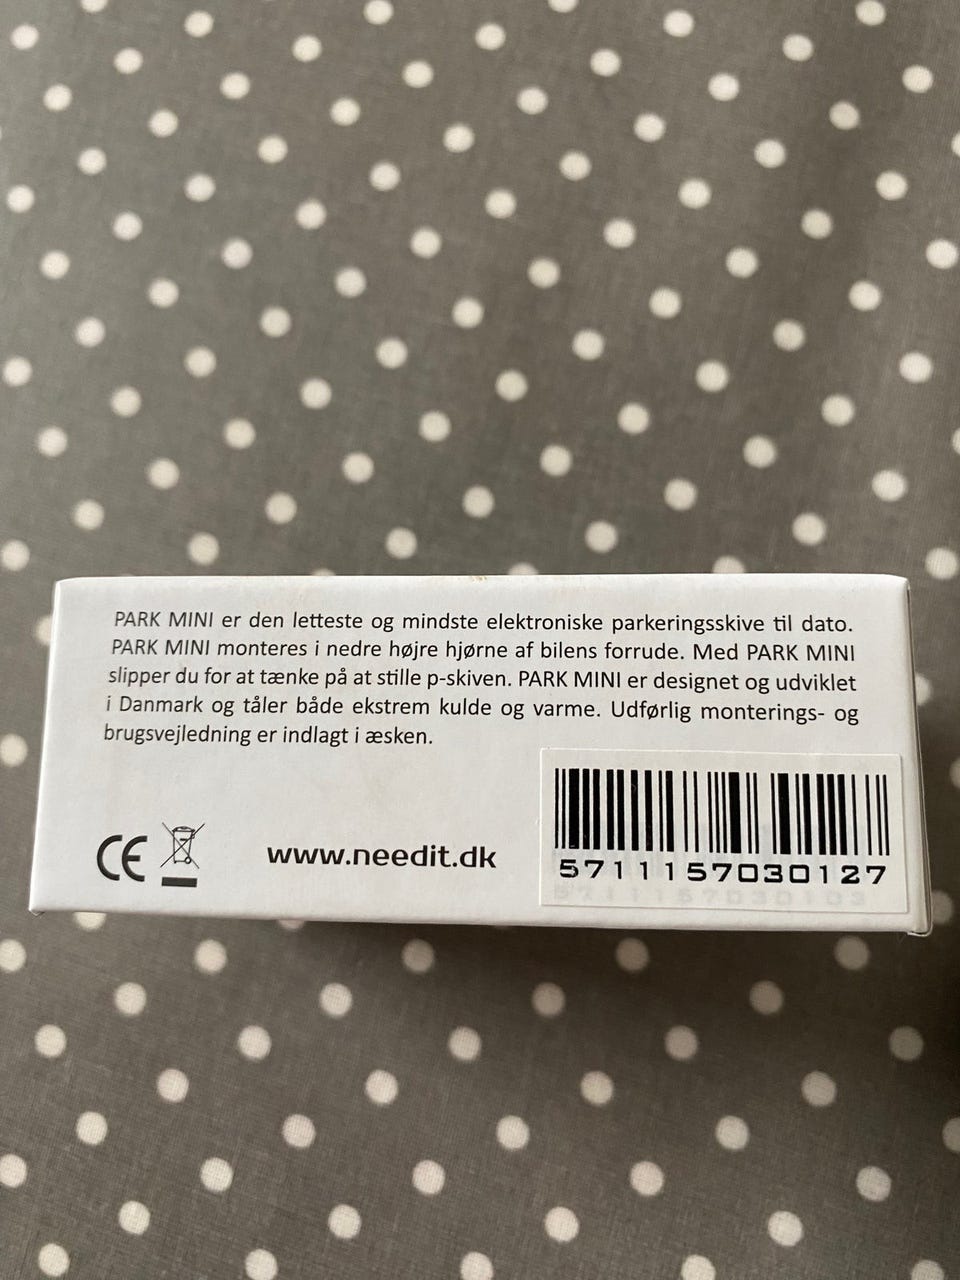 PARK MINI er den letteste og mindste elektroniske parkeringsskive til dato.
PARK MINI monteres i nedre højre hjørne af bilens forrude. Med PARK MINI
slipper du for at tænke på at stille p-skiven. PARK MINI er designet og udviklet
i Danmark og tåler både ekstrem kulde og varme. Udførlig monterings- og
brugsvejledning er indlagt i æsken.
CE
www.needit.dk
5711157030127
5711157030103